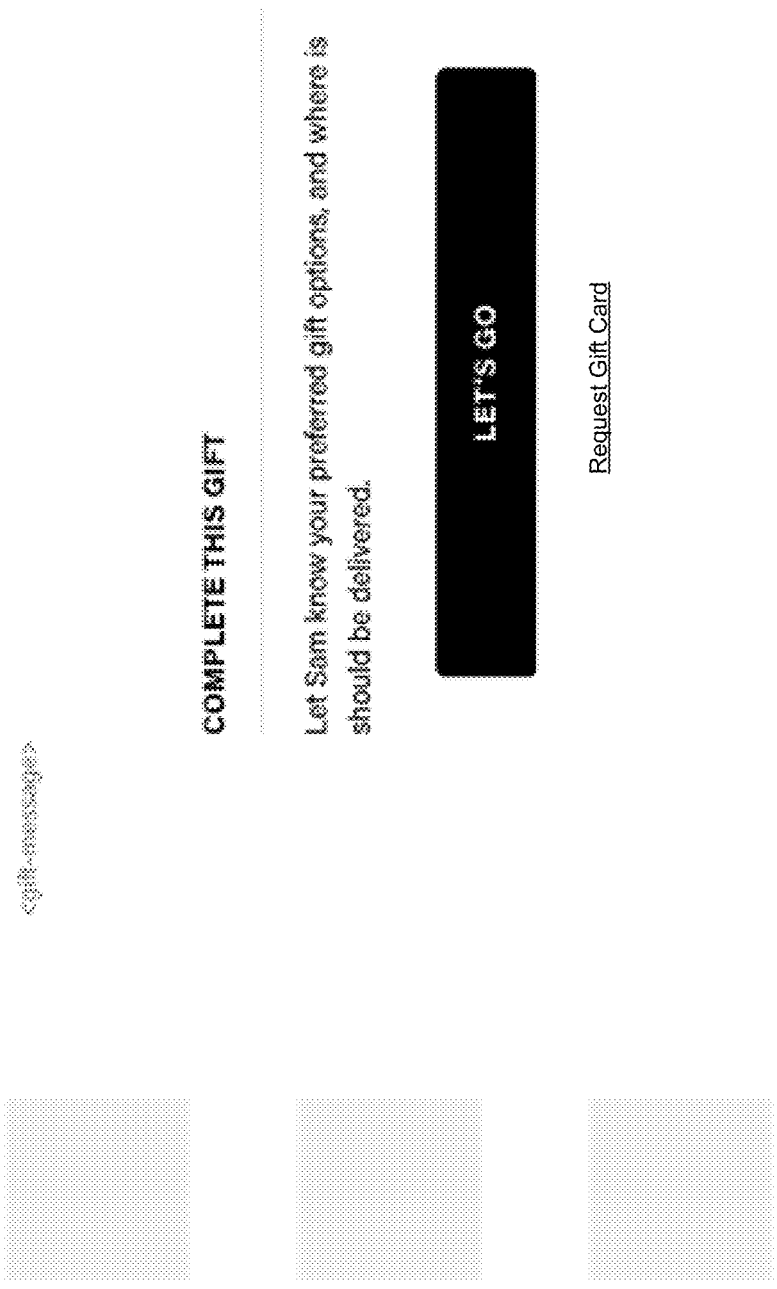 <gift-message>
COMPLETE THIS GIFT
Let Sam know your preferred gift options, and where is
should be delivered.
LET'S GO
Request Gift Card